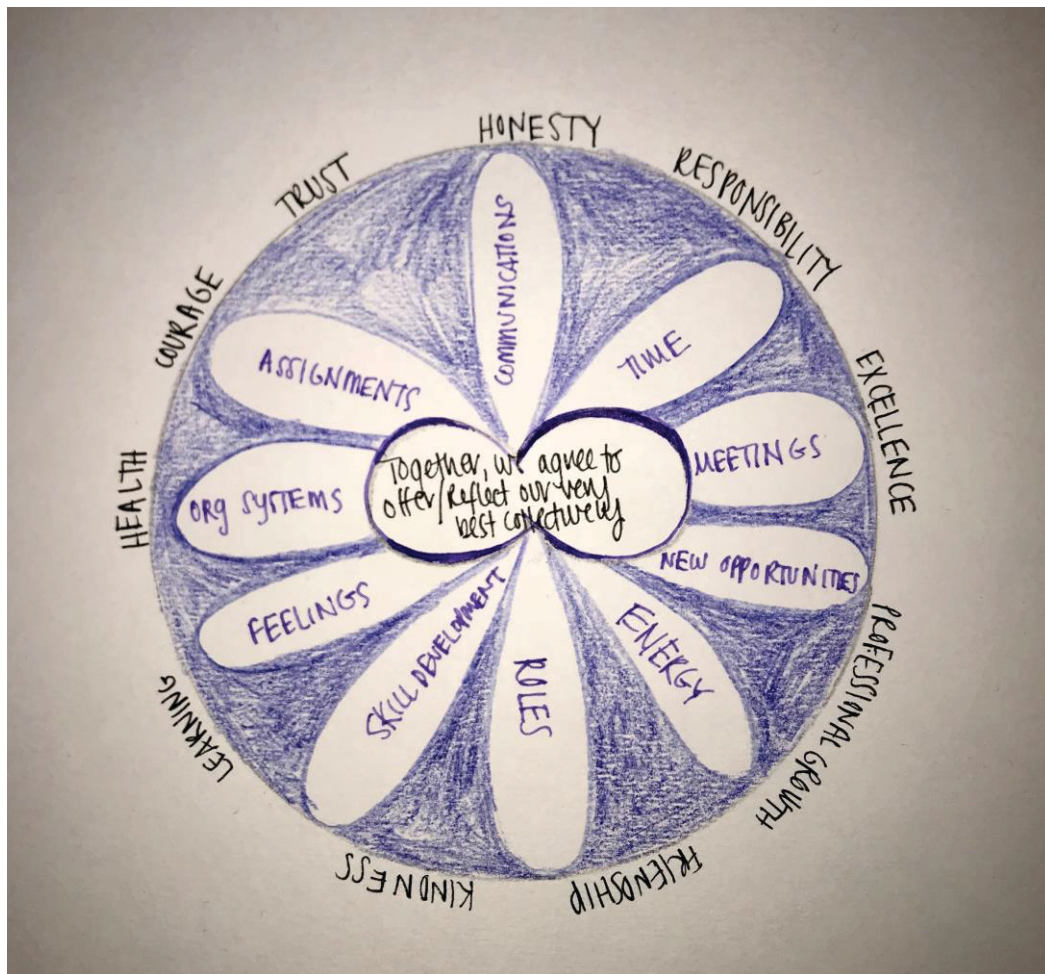 HONESTY
RESPONSIBILITY
EXCELLENCE
PROFESSIONAL GROWTH
FRIENDSHIP
KINDNESS
LEARNING
HEALTH
COURAGE
TRUST
COMMUNICATIONS
TIME
MEETINGS
NEW OPPORTUNITIES
ENERGY
ROLES
SKILL DEVELOPMENT
FEELINGS
ORG SYSTEMS
ASSIGNMENTS
Together, we agree to
offer/Reflect our very
best collectively